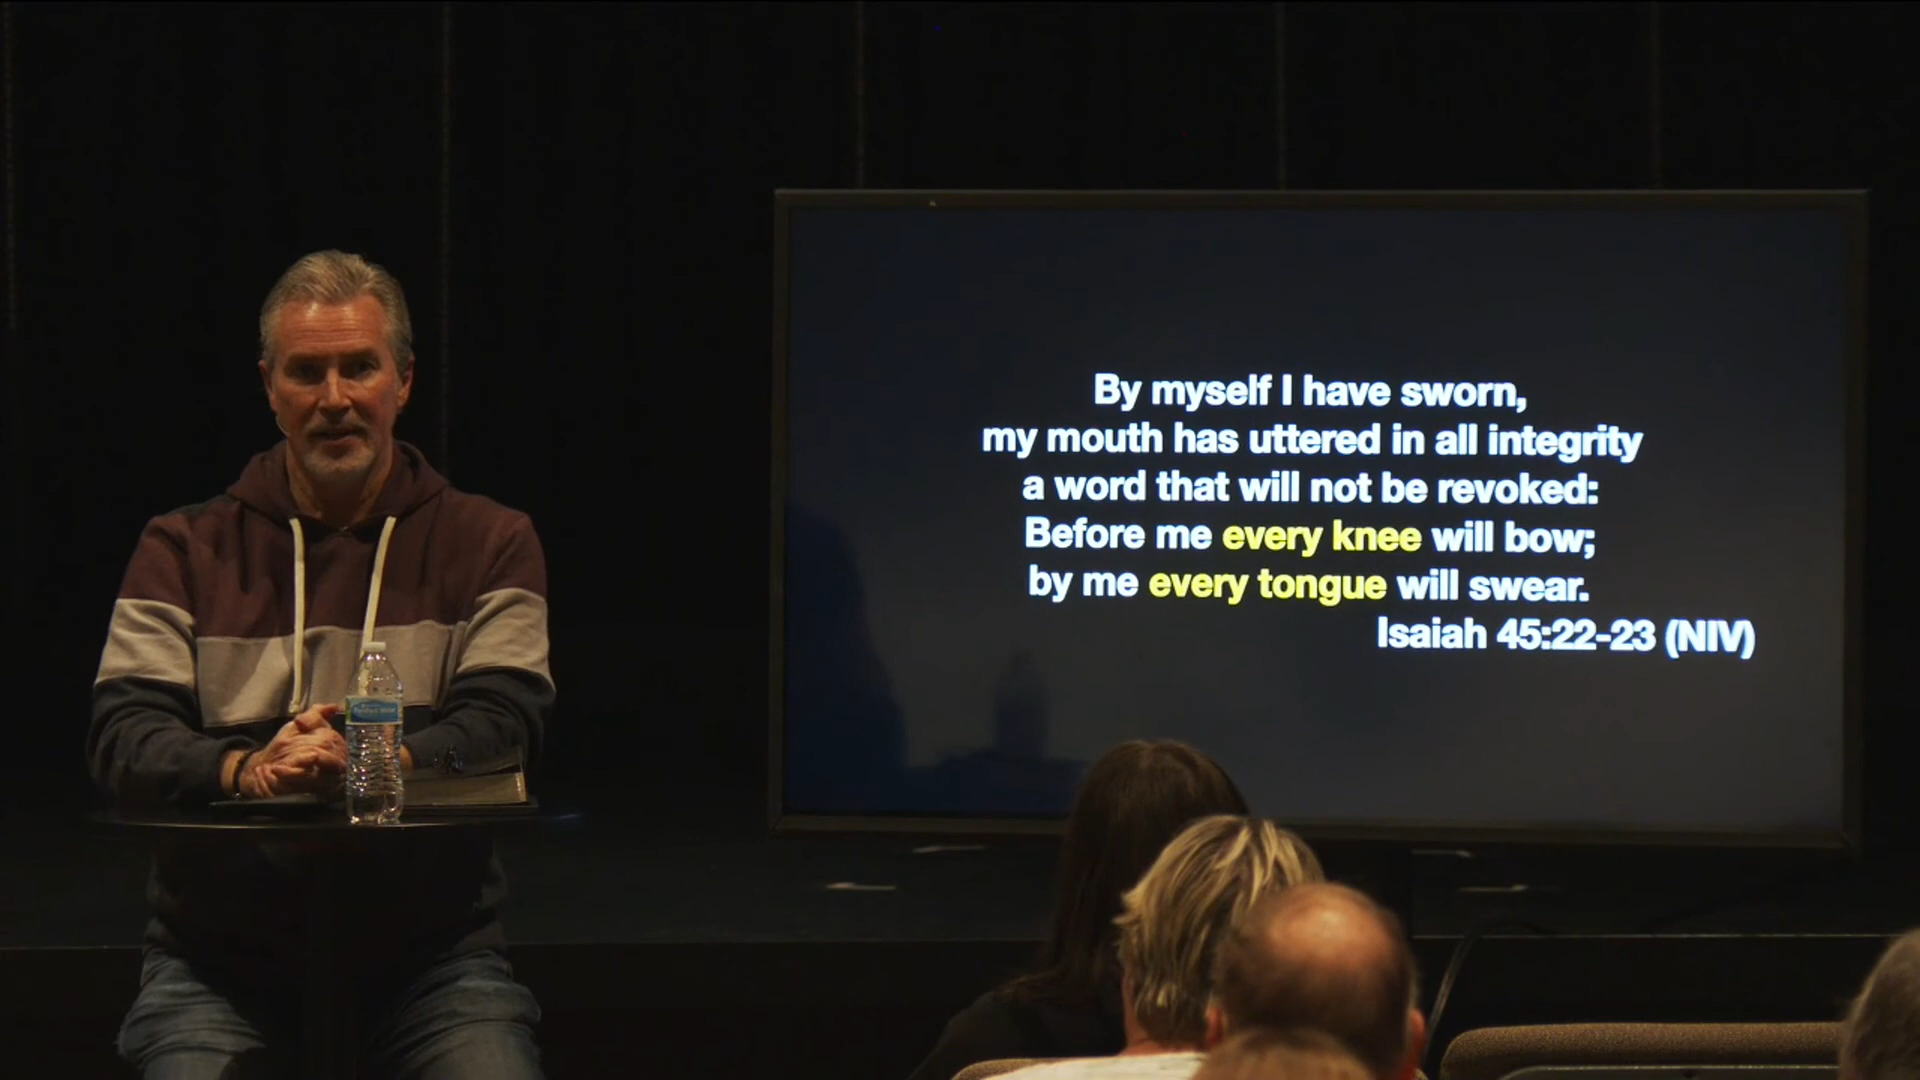 By myself I have sworn,
my mouth has uttered in all integrity
a word that will not be revoked:
Before me every knee will bow;
by me every tongue will swear.
Isaiah 45:22-23 (NIV)